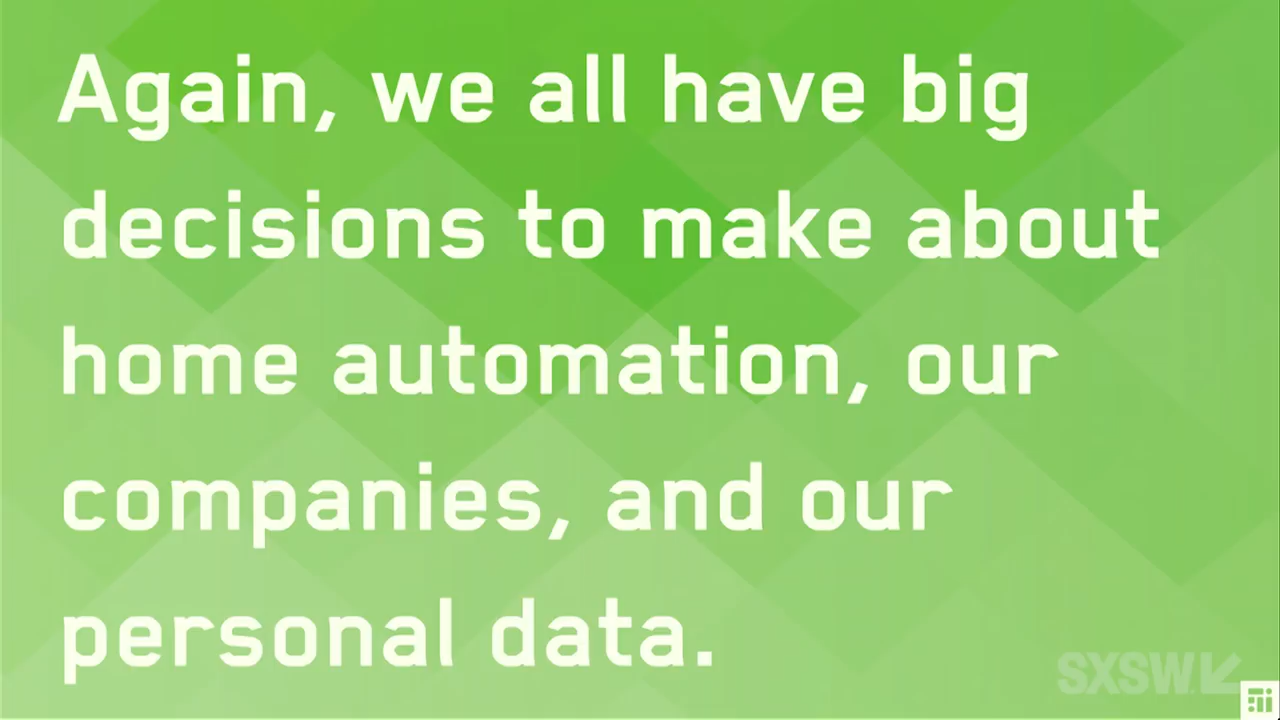 Again, we all have big
decisions to make about
home automation, our
companies, and our
personal data.
SXSW.